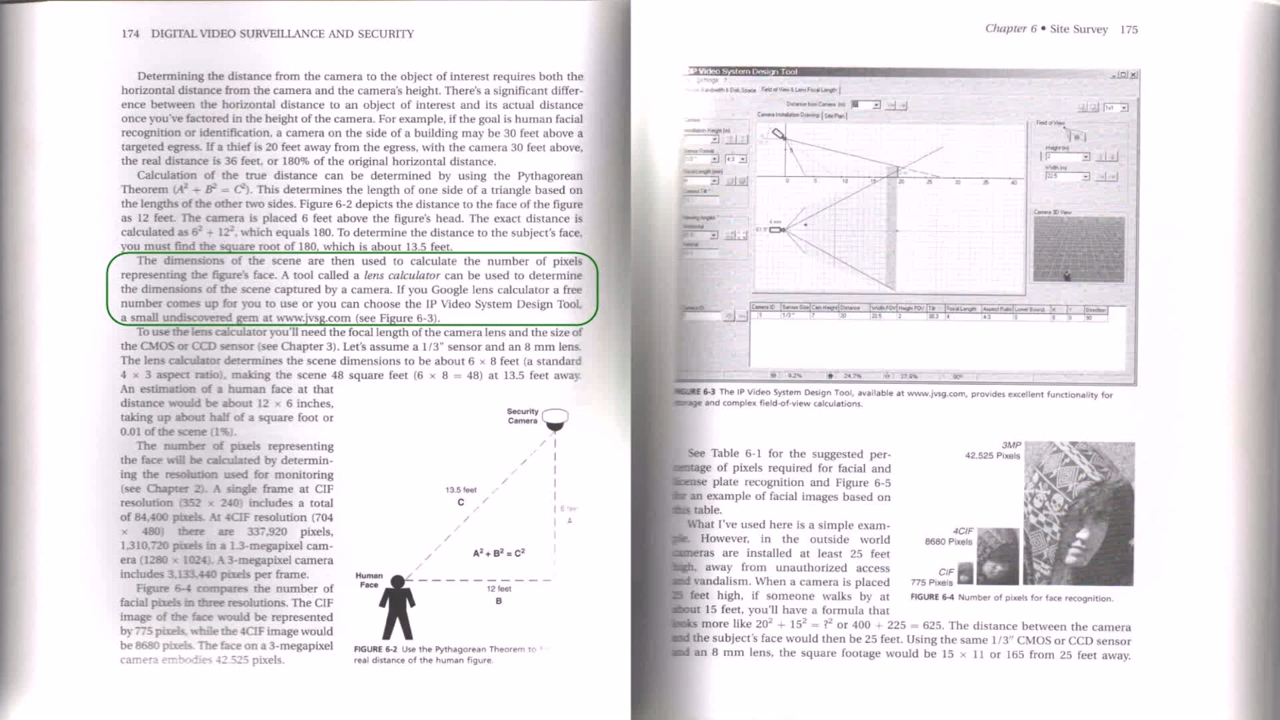 174 DIGITAL VIDEO SURVEILLANCE AND SECURITY
Determining the distance from the camera to the object of interest requires both the
horizontal distance from the camera and the camera's height. There's a significant differ-
ence between the horizontal distance to an object of interest and its actual distance
once you've factored in the height of the camera. For example, if the goal is human facial
recognition or identification, a camera on the side of a building may be 30 feet above a
targeted egress. If a thief is 20 feet away from the egress, with the camera 30 feet above,
the real distance is 36 feet, or 180% of the original horizontal distance.
Calculation of the true distance can be determined by using the Pythagorean
Theorem (A² + B² = C²). This determines the length of one side of a triangle based on
the lengths of the other two sides. Figure 6-2 depicts the distance to the face of the figure
as 12 feet. The camera is placed 6 feet above the figure's head. The exact distance is
calculated as 6² + 12², which equals 180. To determine the distance to the subject's face,
you must find the square root of 180, which is about 13.5 feet.
The dimensions of the scene are then used to calculate the number of pixels
representing the figure's face. A tool called a lens calculator can be used to determine
the dimensions of the scene captured by a camera. If you Google lens calculator a free
number comes up for you to use or you can choose the IP Video System Design Tool,
a small undiscovered gem at www.jvsg.com (see Figure 6-3).
To use the lens calculator you'll need the focal length of the camera lens and the size of
the CMOS or CCD sensor (see Chapter 3). Let's assume a 1/3" sensor and an 8 mm lens.
The lens calculator determines the scene dimensions to be about 6 × 8 feet (a standard
4 × 3 aspect ratio), making the scene 48 square feet (6 × 8 = 48) at 13.5 feet away.
An estimation of a human face at that
distance would be about 12 × 6 inches,
taking up about half of a square foot or
0.01 of the scene (1%).
The number of pixels representing
the face will be calculated by determin-
ing the resolution used for monitoring
(see Chapter 2). A single frame at CIF
resolution (352 × 240) includes a total
of 84,400 pixels. At 4CIF resolution (704
× 480) there are 337,920 pixels,
1,310,720 pixels in a 1.3-megapixel cam-
era (1280 × 1024). A 3-megapixel camera
includes 3,133,440 pixels per frame.
Figure 6-4 compares the number of
facial pixels in three resolutions. The CIF
image of the face would be represented
by 775 pixels, while the 4CIF image would
be 8680 pixels. The face on a 3-megapixel
camera embodies 42.525 pixels.
Security
Camera
13.5 feet
C
A
A² + B² = C²
Human
Face
12 feet
B
FIGURE 6-2 Use the Pythagorean Theorem to
real distance of the human figure.
Chapter 6 • Site Survey 175
IP Video System Design Tool
Field of View & Lens Focal Length
Distance from Camera (m)
Camera Installation Drawing
Site Plan
Field of View
Camera 3D View
0 5 10 15 20 25 30 35 40
FIGURE 6-3 The IP Video System Design Tool, available at www.jvsg.com, provides excellent functionality for
storage and complex field-of-view calculations.
See Table 6-1 for the suggested per-
centage of pixels required for facial and
license plate recognition and Figure 6-5
for an example of facial images based on
this table.
What I've used here is a simple exam-
ple. However, in the outside world
cameras are installed at least 25 feet
high, away from unauthorized access
and vandalism. When a camera is placed
25 feet high, if someone walks by at
about 15 feet, you'll have a formula that
looks more like 20² + 15² = ?² or 400 + 225 = 625. The distance between the camera
and the subject's face would then be 25 feet. Using the same 1/3" CMOS or CCD sensor
and an 8 mm lens, the square footage would be 15 × 11 or 165 from 25 feet away.
3MP
42,525 Pixels
4CIF
8680 Pixels
CIF
775 Pixels
FIGURE 6-4 Number of pixels for face recognition.